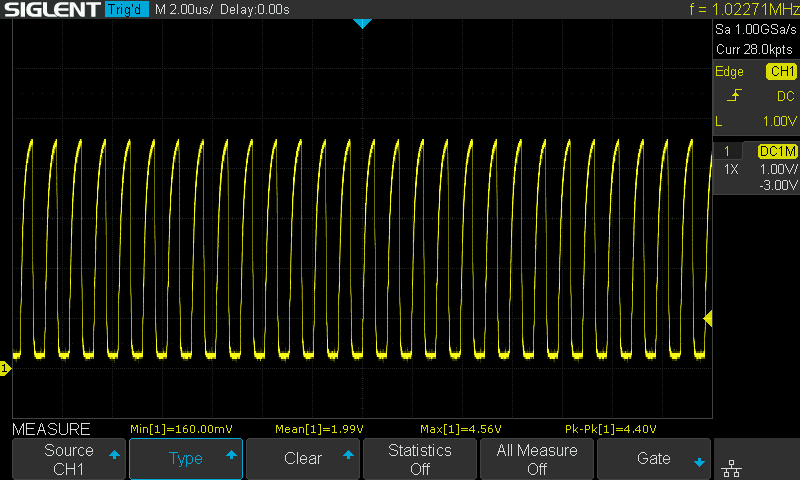 SIGLENT Trig'd M 2.00us/ Delay:0.00s f = 1.02271MHz
Sa 1.00GSa/s
Curr 28.0kpts
Edge CH1
DC
L 1.00V
1 DC1M
1X 1.00V/
-3.00V
1
MEASURE Min[1]=160.00mV Mean[1]=1.99V Max[1]=4.56V Pk-Pk[1]=4.40V
Source CH1
Type
Clear
Statistics Off
All Measure Off
Gate